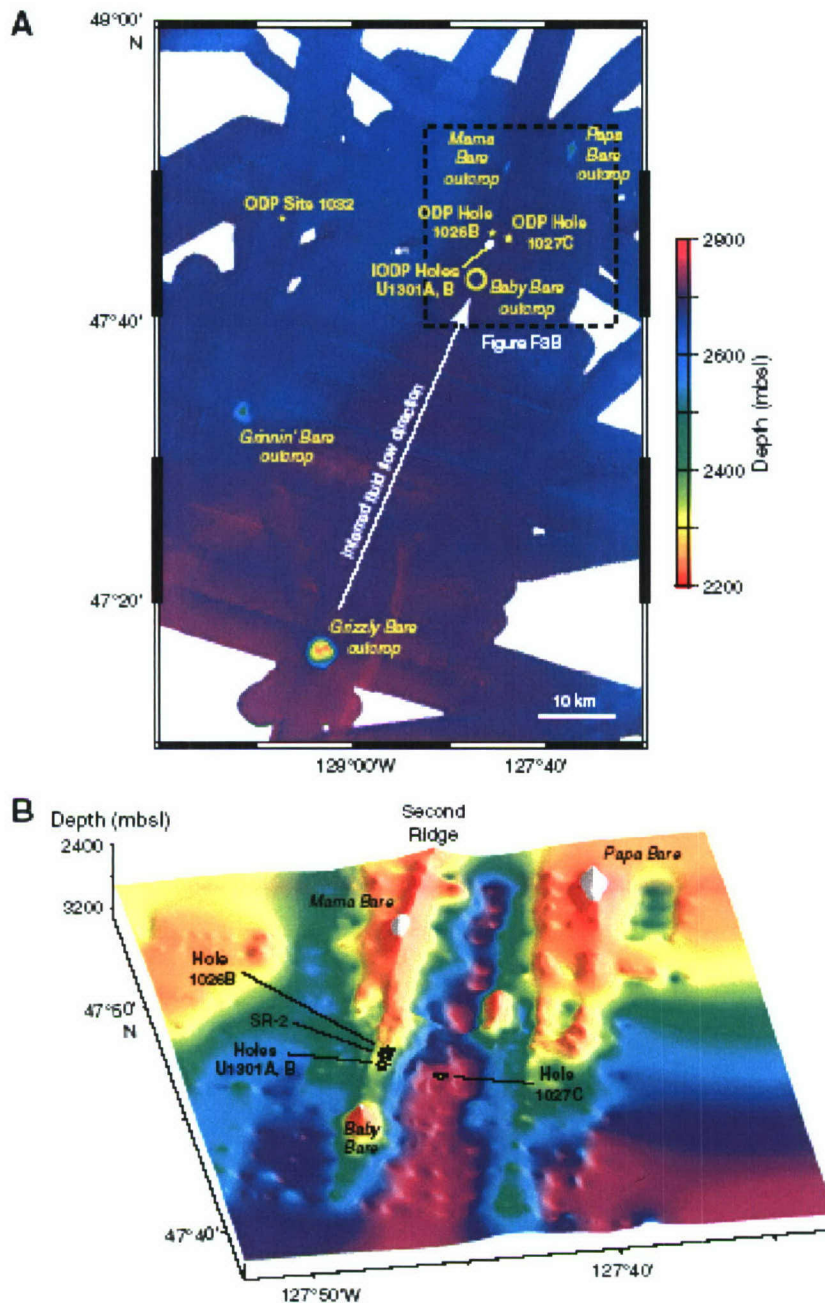 A
48°00'
N
Mama
Bare
outcrop
Papa
Bare
outcrop
ODP Site 1032
ODP Hole
1026B
ODP Hole
1027C
IODP Holes
U1301A, B
Baby Bare
outcrop
47°40'
Figure F3B
2800
2600
2400
2200
Depth (mbsl)
Grinnin' Bare
outcrop
inferred fluid flow direction
47°20'
Grizzly Bare
outcrop
10 km
128°00'W
127°40'
B
Depth (mbsl)
2400
3200
Second
Ridge
Papa Bare
Mama Bare
Hole
1026B
47°50'
N
SR-2
Holes
U1301A, B
Hole
1027C
Baby
Bare
47°40'
127°50'W
127°40'